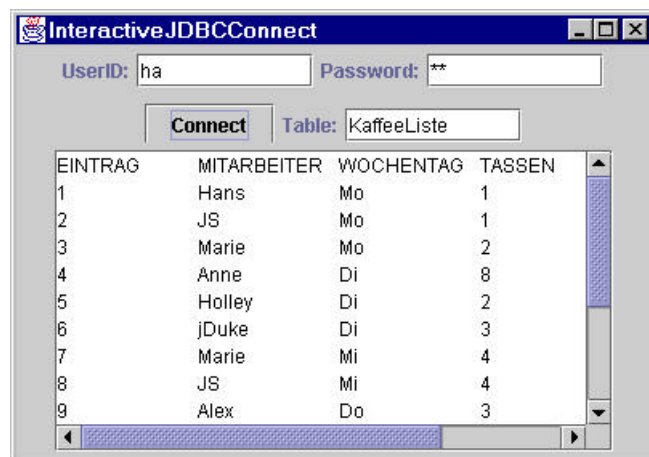 InteractiveJDBCConnect
UserID: ha Password: **
Connect Table: KaffeeListe
EINTRAG MITARBEITER WOCHENTAG TASSEN
1 Hans Mo 1
2 JS Mo 1
3 Marie Mo 2
4 Anne Di 8
5 Holley Di 2
6 jDuke Di 3
7 Marie Mi 4
8 JS Mi 4
9 Alex Do 3